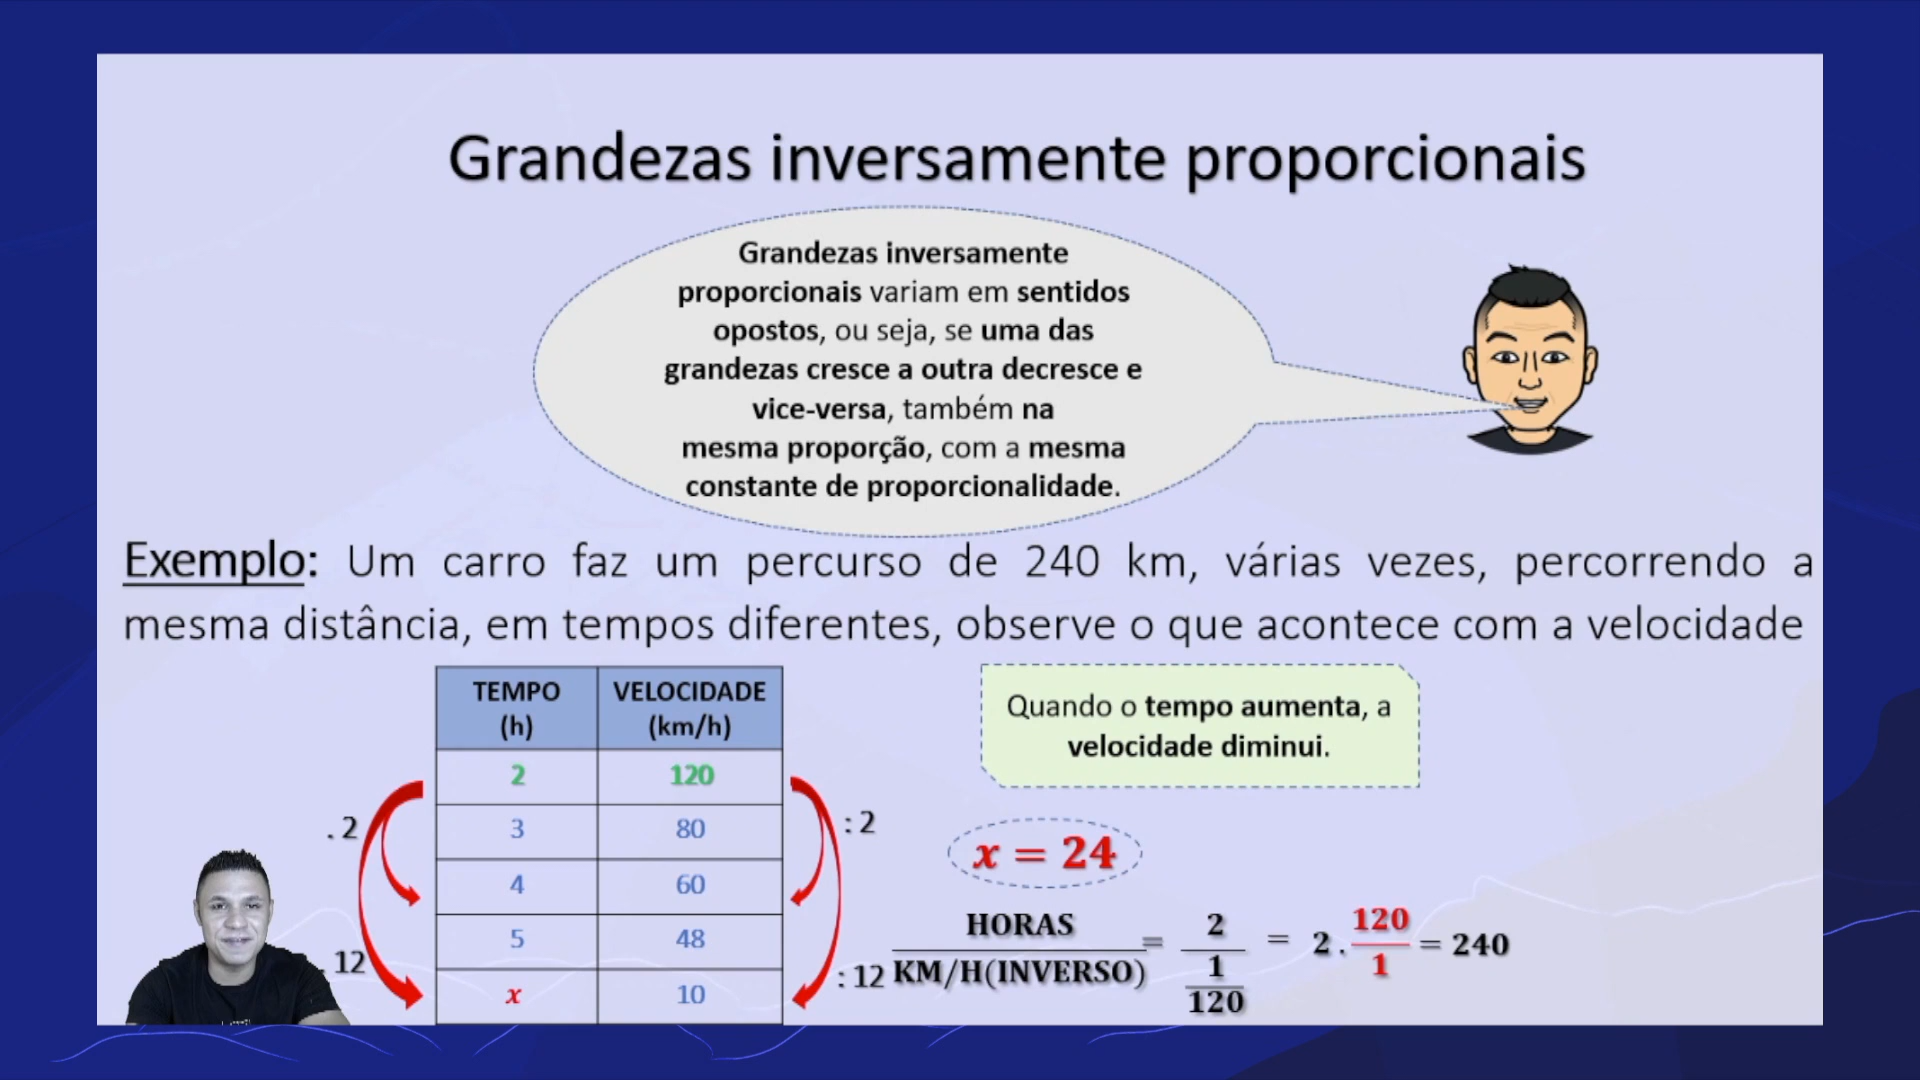 Grandezas inversamente proporcionais
Grandezas inversamente
proporcionais variam em sentidos
opostos, ou seja, se uma das
grandezas cresce a outra decresce e
vice-versa, também na
mesma proporção, com a mesma
constante de proporcionalidade.
Exemplo: Um carro faz um percurso de 240 km, várias vezes, percorrendo a
mesma distância, em tempos diferentes, observe o que acontece com a velocidade
TEMPO (h) VELOCIDADE (km/h)
2 120
3 80
4 60
5 48
x 10
. 2
. 12
: 2
: 12
Quando o tempo aumenta, a
velocidade diminui.
x = 24
HORAS / KM/H(INVERSO) = 2 / (1 / 120) = 2 . 120 / 1 = 240